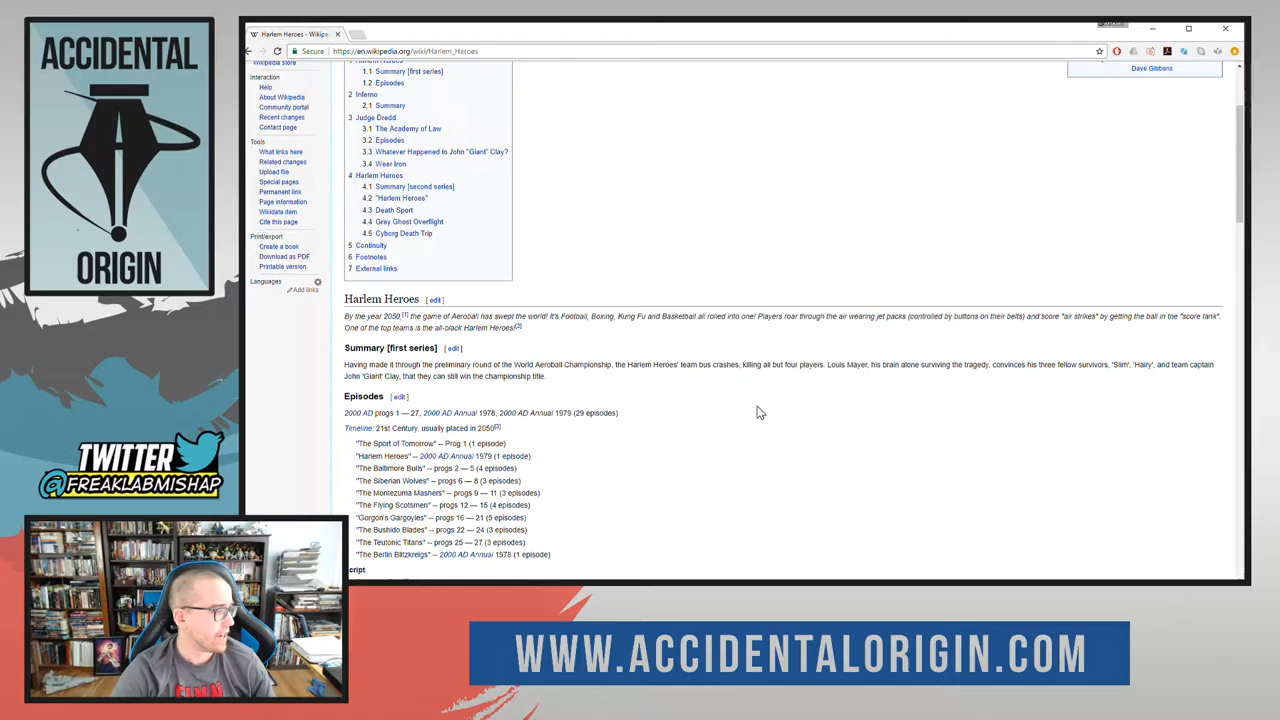 ACCIDENTAL
ORIGIN
Harlem Heroes - Wikipe
Secure
https://en.wikipedia.org/wiki/Harlem_Heroes
Wikipedia store
Interaction
Help
About Wikipedia
Community portal
Recent changes
Contact page
Tools
What links here
Related changes
Upload file
Special pages
Permanent link
Page information
Wikidata item
Cite this page
Print/export
Create a book
Download as PDF
Printable version
Languages
Add links
1 Harlem Heroes
1.1 Summary [first series]
1.2 Episodes
2 Inferno
2.1 Summary
3 Judge Dredd
3.1 The Academy of Law
3.2 Episodes
3.3 Whatever Happened to John "Giant" Clay?
3.4 Wear Iron
4 Harlem Heroes
4.1 Summary [second series]
4.2 "Harlem Heroes"
4.3 Death Sport
4.4 Grey Ghost Overflight
4.5 Cyborg Death Trip
5 Continuity
6 Footnotes
7 External links
Dave Gibbons
Harlem Heroes [ edit ]
By the year 2050,[1] the game of Aeroball has swept the world! It's Football, Boxing, Kung Fu and Basketball all rolled into one! Players roar through the air wearing jet packs (controlled by buttons on their belts) and score "air strikes" by getting the ball in the "score tank".
One of the top teams is the all-black Harlem Heroes![2]
Summary [first series] [ edit ]
Having made it through the preliminary round of the World Aeroball Championship, the Harlem Heroes' team bus crashes, killing all but four players. Louis Mayer, his brain alone surviving the tragedy, convinces his three fellow survivors, 'Slim', 'Hairy', and team captain
John 'Giant' Clay, that they can still win the championship title.
Episodes [ edit ]
2000 AD progs 1 — 27, 2000 AD Annual 1978, 2000 AD Annual 1979 (29 episodes)
Timeline: 21st Century, usually placed in 2050[3]
"The Sport of Tomorrow" -- Prog 1 (1 episode)
"Harlem Heroes" -- 2000 AD Annual 1979 (1 episode)
"The Baltimore Bulls" -- progs 2 — 5 (4 episodes)
"The Siberian Wolves" -- progs 6 — 8 (3 episodes)
"The Montezuma Mashers" -- progs 9 — 11 (3 episodes)
"The Flying Scotsmen" -- progs 12 — 15 (4 episodes)
"Gorgon's Gargoyles" -- progs 16 — 21 (5 episodes)
"The Bushido Blades" -- progs 22 — 24 (3 episodes)
"The Teutonic Titans" -- progs 25 — 27 (3 episodes)
"The Berlin Blitzkreigs" -- 2000 AD Annual 1978 (1 episode)
cript
TWITTER
@FREAKLABMISHAP
WWW.ACCIDENTALORIGIN.COM